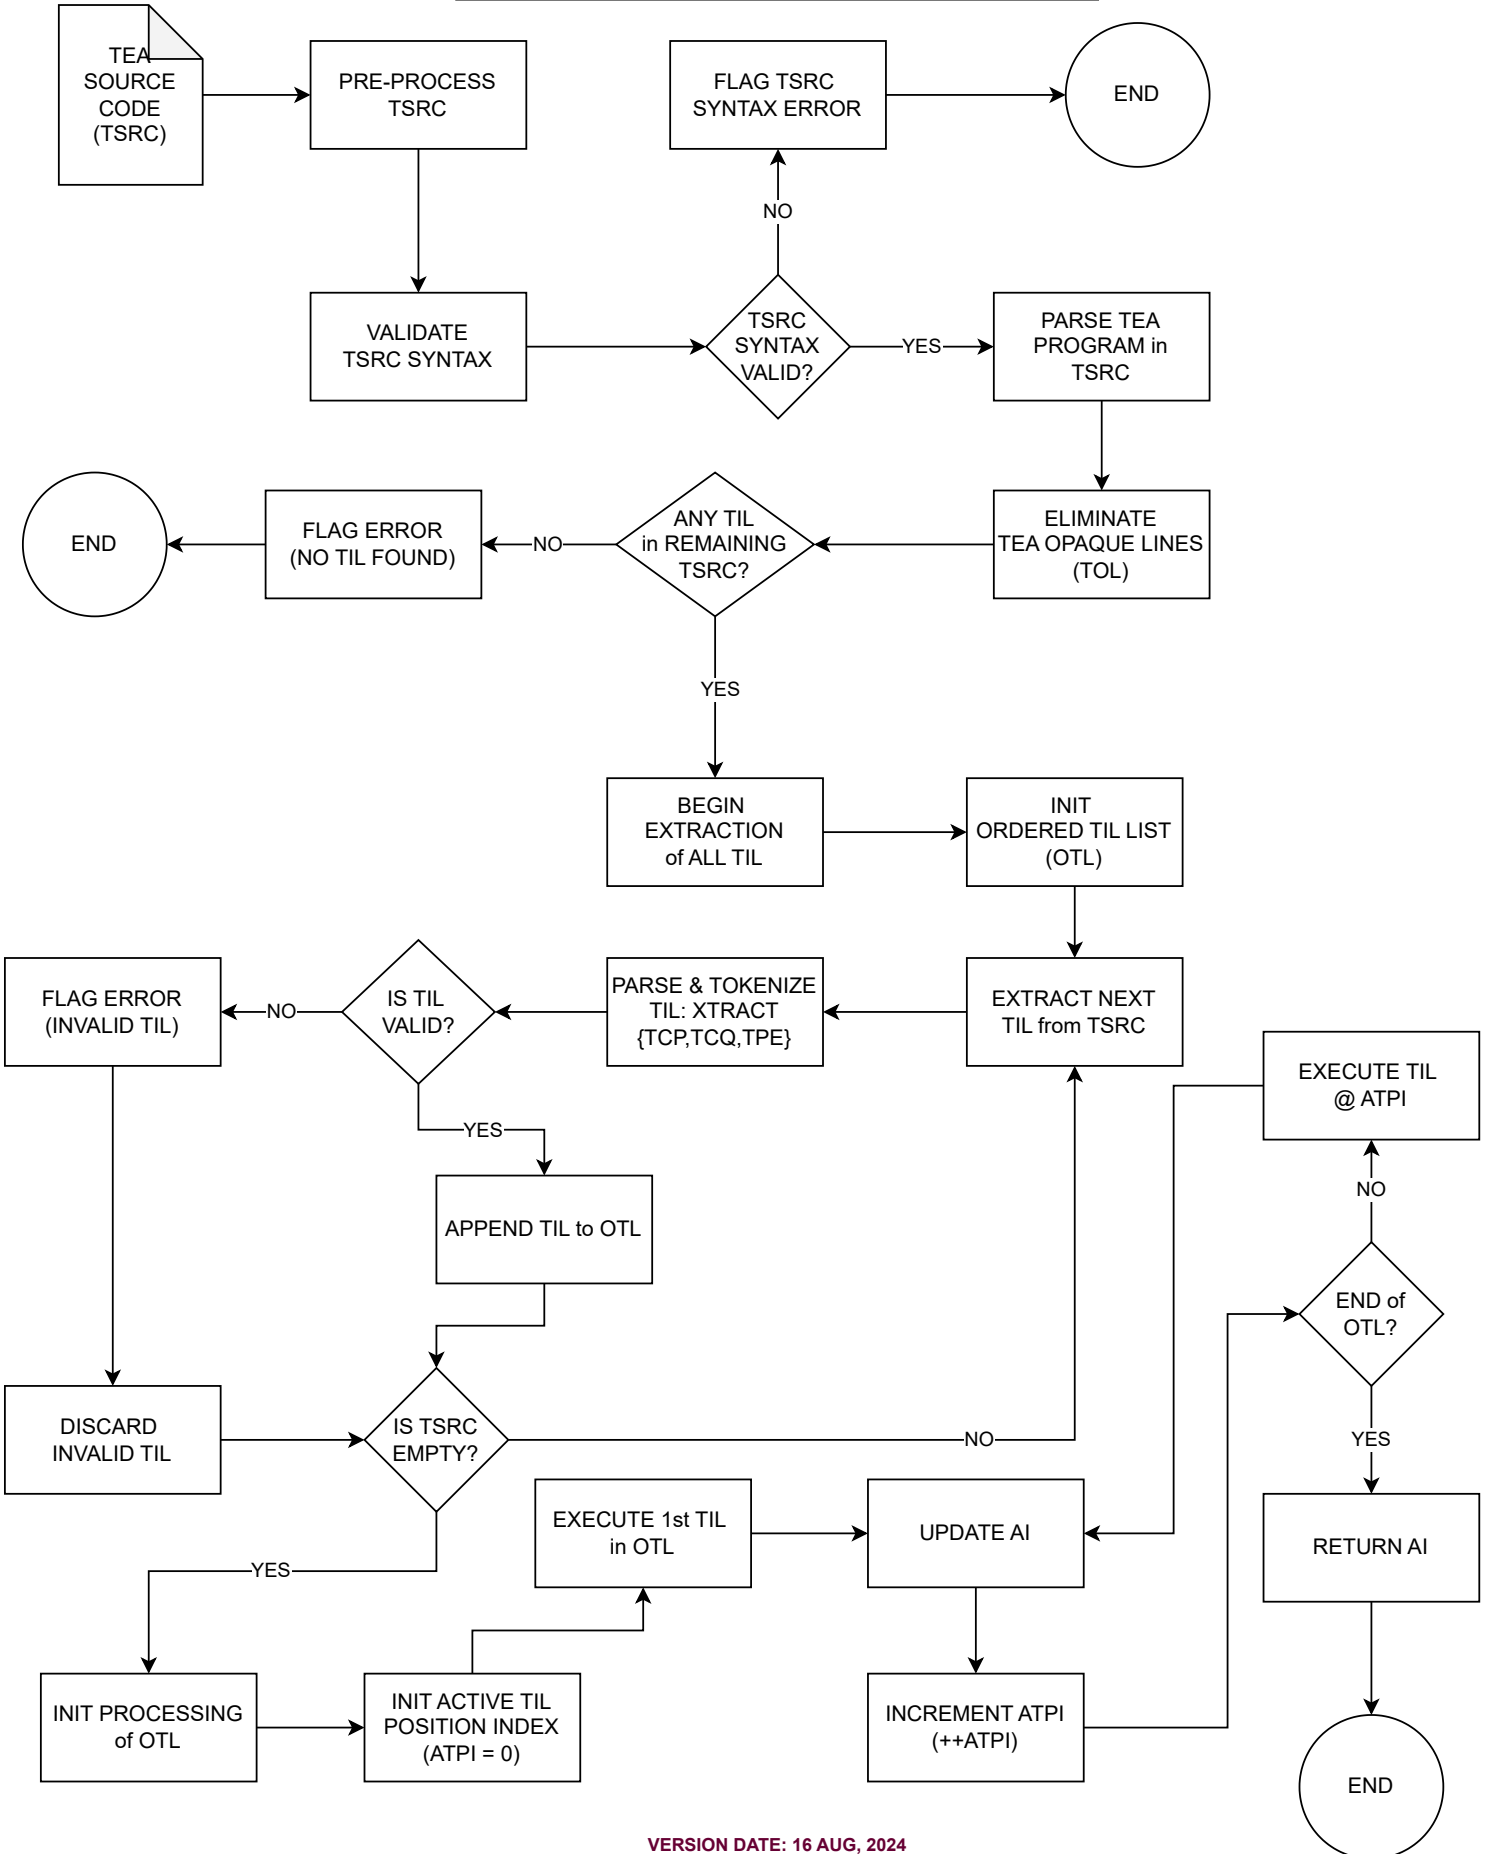 TEA
SOURCE
CODE
(TSRC)
PRE-PROCESS
TSRC
FLAG TSRC
SYNTAX ERROR
END
NO
VALIDATE
TSRC SYNTAX
TSRC
SYNTAX
VALID?
YES
PARSE TEA
PROGRAM in
TSRC
END
FLAG ERROR
(NO TIL FOUND)
NO
ANY TIL
in REMAINING
TSRC?
ELIMINATE
TEA OPAQUE LINES
(TOL)
YES
BEGIN
EXTRACTION
of ALL TIL
INIT
ORDERED TIL LIST
(OTL)
FLAG ERROR
(INVALID TIL)
NO
IS TIL
VALID?
PARSE & TOKENIZE
TIL: XTRACT
{TCP,TCQ,TPE}
EXTRACT NEXT
TIL from TSRC
EXECUTE TIL
@ ATPI
YES
NO
APPEND TIL to OTL
END of
OTL?
DISCARD
INVALID TIL
IS TSRC
EMPTY?
NO
YES
EXECUTE 1st TIL
in OTL
UPDATE AI
RETURN AI
YES
INIT PROCESSING
of OTL
INIT ACTIVE TIL
POSITION INDEX
(ATPI = 0)
INCREMENT ATPI
(++ATPI)
END
VERSION DATE: 16 AUG, 2024